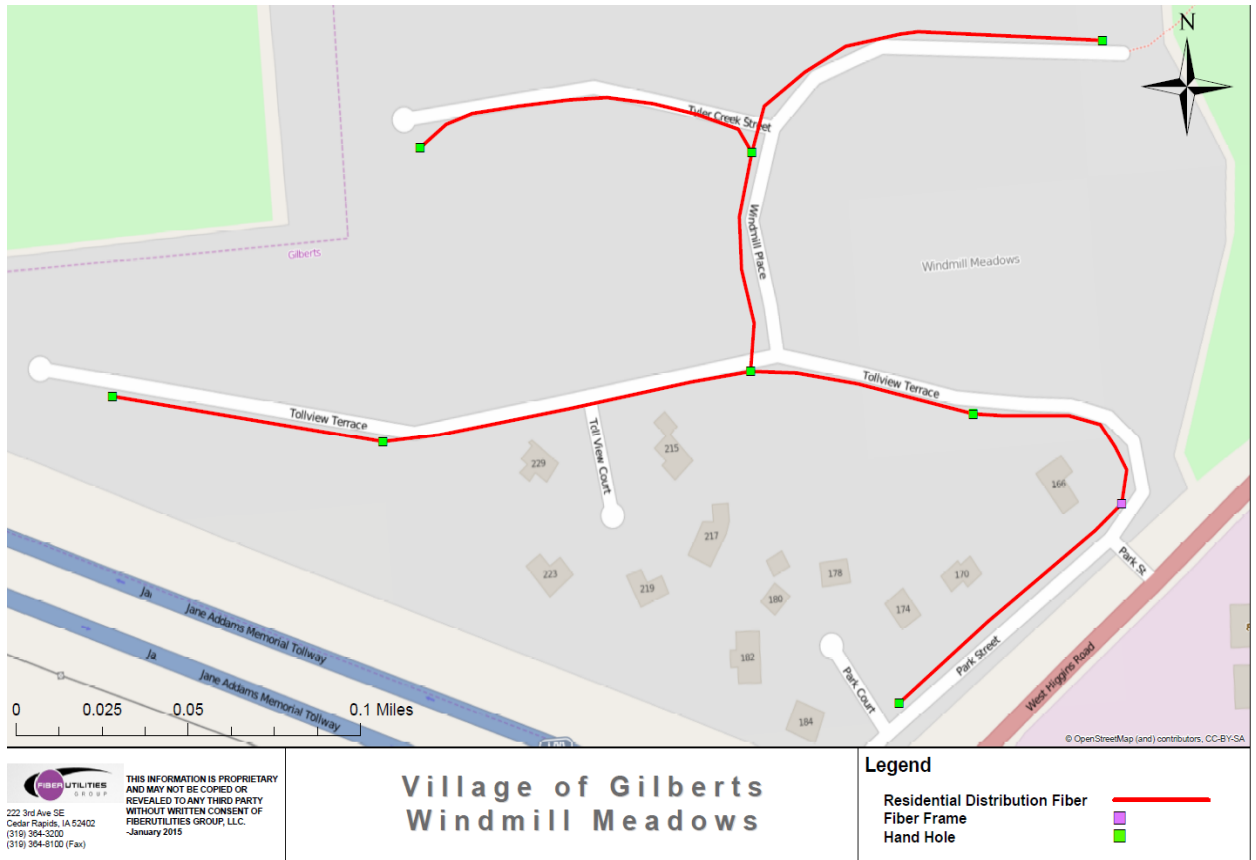 N
Tyler Creek Street
Gilberts
Windmill Place
Windmill Meadows
Tollview Terrace
Tollview Terrace
Toll View Court
229
215
166
217
223
219
178
170
180
174
182
184
Park St
Park Street
Park Court
West Higgins Road
Jai
Jane Addams Memorial Tollway
Ja
Jane Addams Memorial Tollway
0 0.025 0.05 0.1 Miles
© OpenStreetMap (and) contributors, CC-BY-SA
FIBERUTILITIES
GROUP
222 3rd Ave SE
Cedar Rapids, IA 52402
(319) 364-3200
(319) 364-8100 (Fax)
THIS INFORMATION IS PROPRIETARY
AND MAY NOT BE COPIED OR
REVEALED TO ANY THIRD PARTY
WITHOUT WRITTEN CONSENT OF
FIBERUTILITIES GROUP, LLC.
-January 2015
Village of Gilberts
Windmill Meadows
Legend
Residential Distribution Fiber
Fiber Frame
Hand Hole